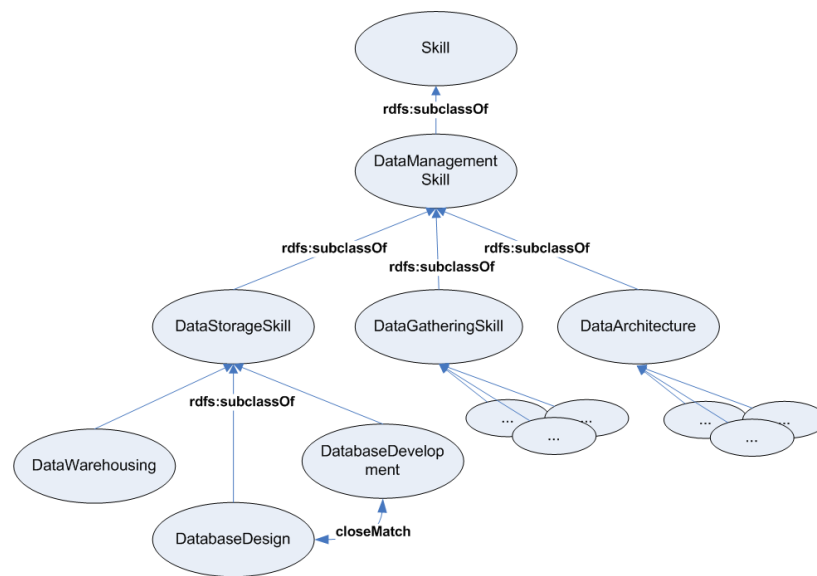 Skill
rdfs:subclassOf
DataManagement
Skill
rdfs:subclassOf
rdfs:subclassOf
rdfs:subclassOf
DataStorageSkill
DataGatheringSkill
DataArchitecture
rdfs:subclassOf
...
...
...
...
...
...
DataWarehousing
DatabaseDevelop
ment
DatabaseDesign
closeMatch